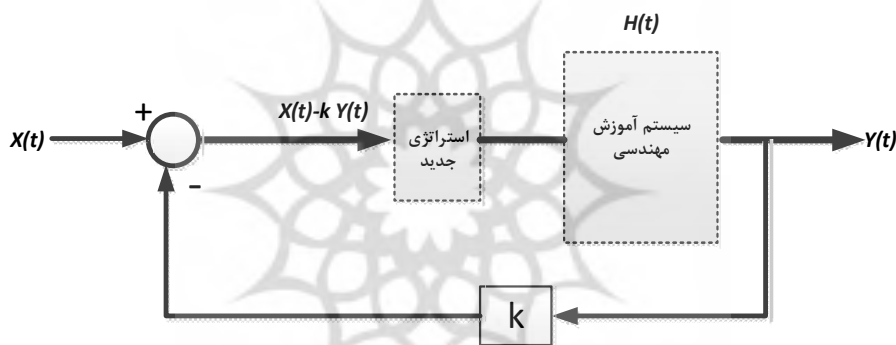 H(t)
+
X(t)-k Y(t)
X(t)
استراتژی
جدید
سیستم آموزش
مهندسی
Y(t)
-
k